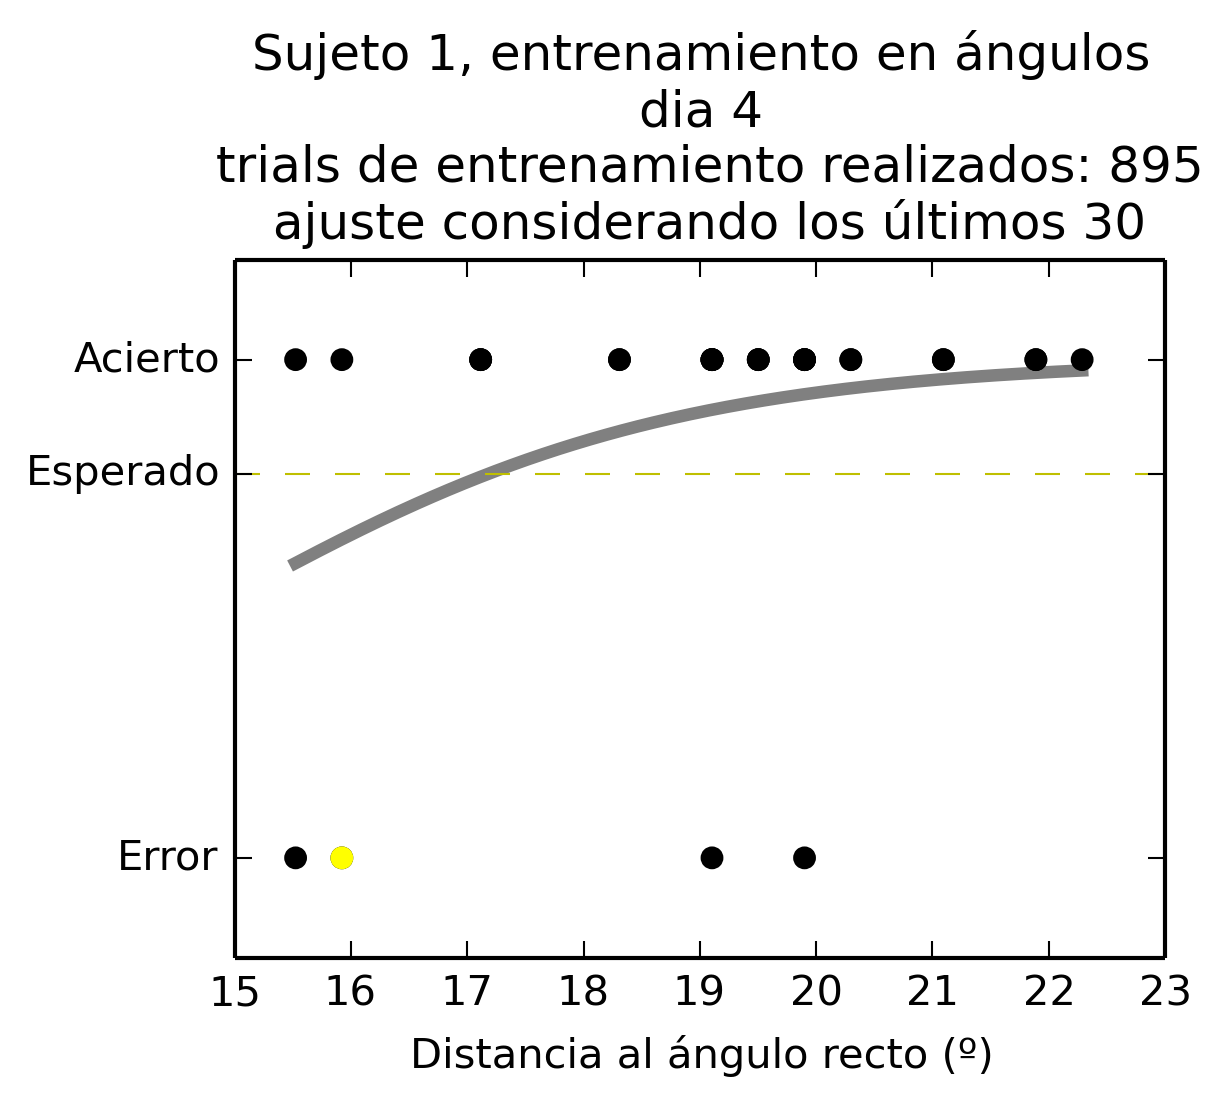 Sujeto 1, entrenamiento en ángulos
dia 4
trials de entrenamiento realizados: 895
ajuste considerando los últimos 30
Acierto
Esperado
Error
15 16 17 18 19 20 21 22 23
Distancia al ángulo recto (º)